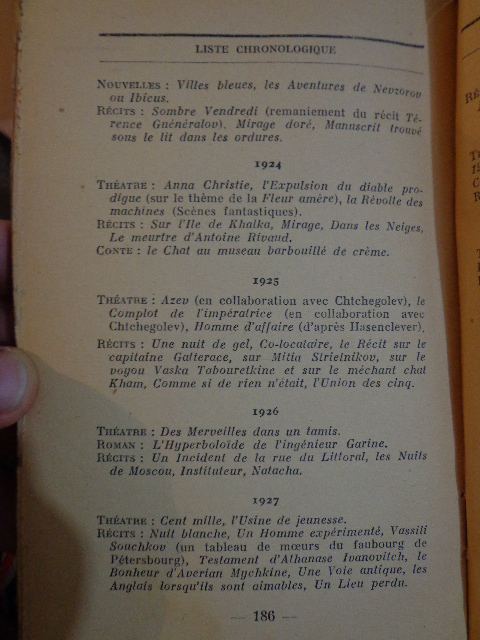 LISTE CHRONOLOGIQUE
NOUVELLES : Villes bleues, les Aventures de Nevzorou
ou Ibicus.
RÉCITS : Sombre Vendredi (remaniement du récit Té-
rence Guénéralov), Mirage doré, Manuscrit trouvé
sous le lit dans les ordures.
1924
THÉATRE : Anna Christie, l'Expulsion du diable pro-
digue (sur le thème de la Fleur amère), la Révolte des
machines (Scènes fantastiques).
RÉCITS : Sur l'Ile de Khalka, Mirage, Dans les Neiges,
Le meurtre d'Antoine Rivaud.
CONTE : le Chat au museau barbouillé de crème.
1925
THÉATRE : Azev (en collaboration avec Chtchegolev), le
Complot de l'impératrice (en collaboration avec
Chtchegolev), Homme d'affaire (d'après Hasenclever).
RÉCITS : Une nuit de gel, Co-locataire, le Récit sur le
capitaine Gatterace, sur Mitia Strielnikov, sur le
voyou Vaska Tabouretkine et sur le méchant chat
Kham, Comme si de rien n'était, l'Union des cinq.
1926
THÉATRE : Des Merveilles dans un tamis.
ROMAN : L'Hyperboloïde de l'ingénieur Garine.
RÉCITS : Un Incident de la rue du Littoral, les Nuits
de Moscou, Instituteur, Natacha.
1927
THÉATRE : Cent mille, l'Usine de jeunesse.
RÉCITS : Nuit blanche, Un Homme expérimenté, Vassili
Souchkov (un tableau de mœurs du faubourg de
Pétersbourg), Testament d'Athanase Ivanovitch, le
Bonheur d'Averian Mychkine, Une Voie antique, les
Anglais lorsqu'ils sont aimables, Un Lieu perdu.
— 186 —